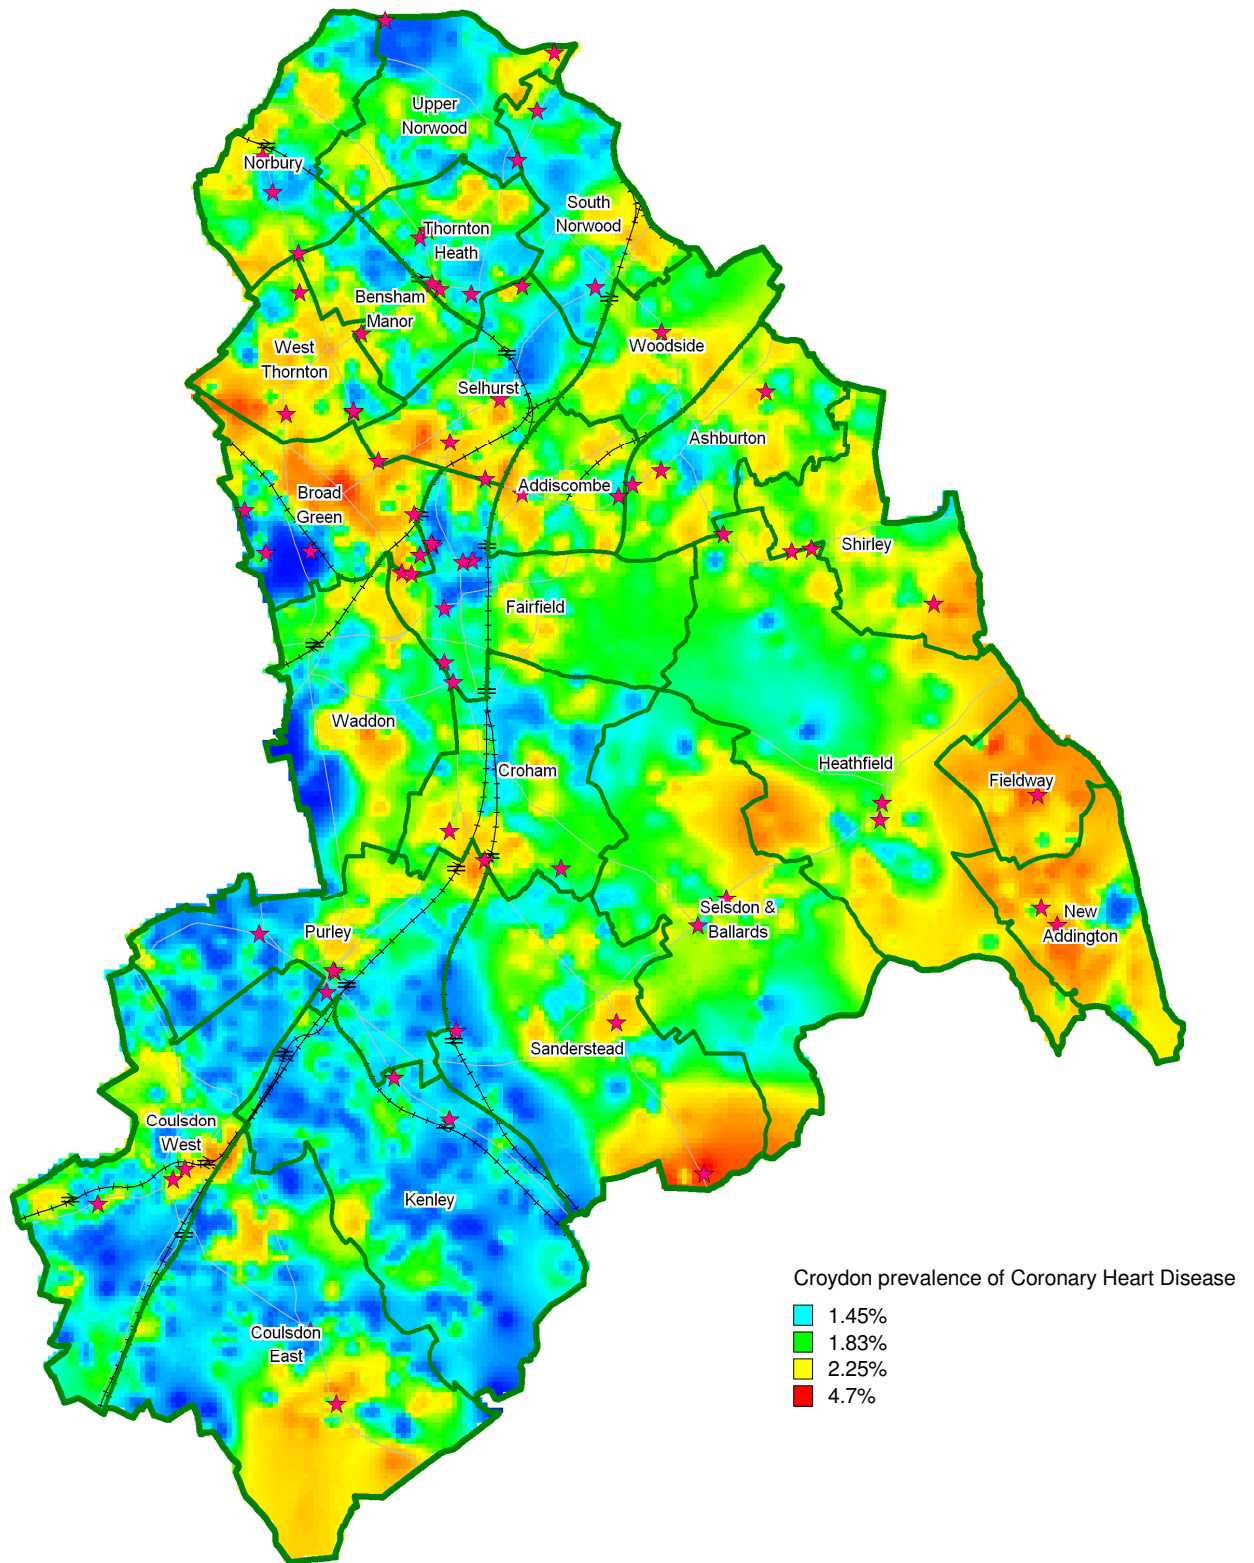 Upper
Norwood
Norbury
South
Norwood
Thornton
Heath
Bensham
Manor
West
Thornton
Woodside
Selhurst
Ashburton
Addiscombe
Broad
Green
Shirley
Fairfield
Waddon
Croham
Heathfield
Fieldway
Selsdon &
Ballards
New
Addington
Purley
Sanderstead
Coulsdon
West
Kenley
Coulsdon
East
Croydon prevalence of Coronary Heart Disease
1.45%
1.83%
2.25%
4.7%